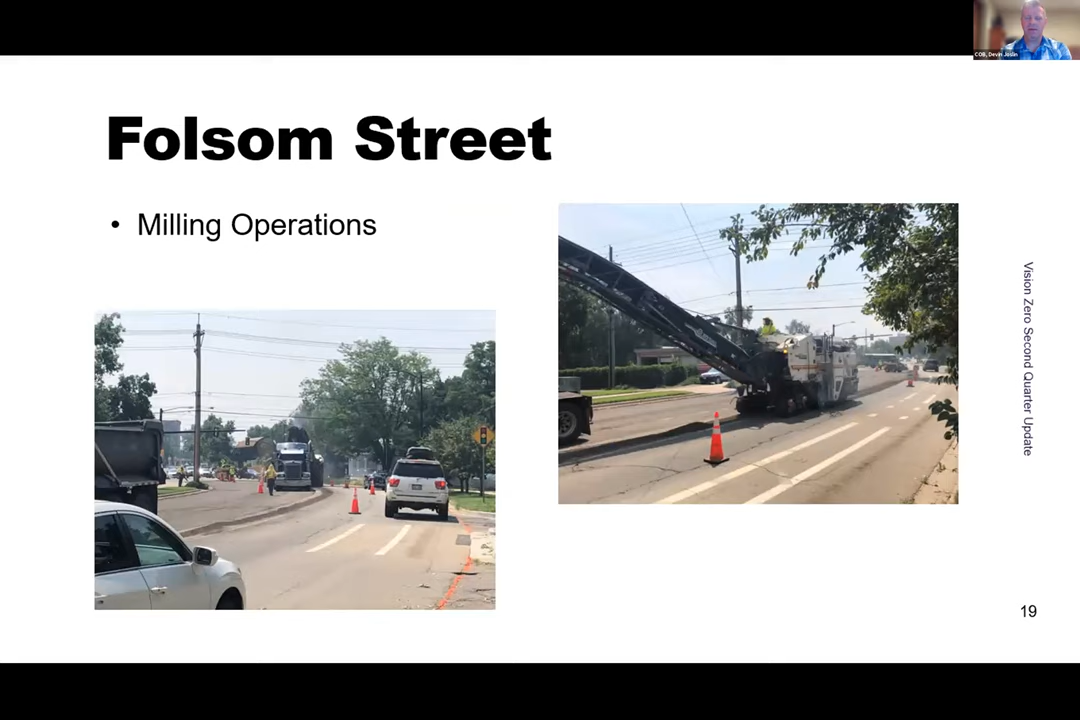 COB, Devin Joslin
Folsom Street
• Milling Operations
Vision Zero Second Quarter Update
19